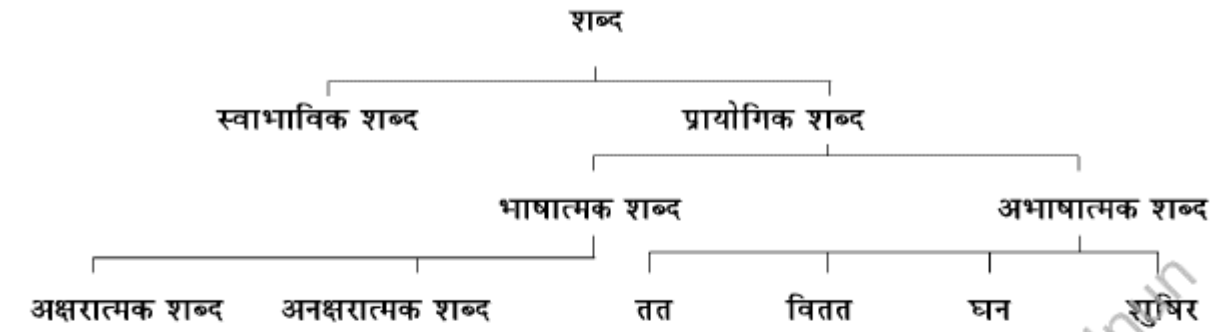 शब्द
स्वाभाविक शब्द प्रायोगिक शब्द
भाषात्मक शब्द अभाषात्मक शब्द
अक्षरात्मक शब्द अनक्षरात्मक शब्द तत वितत घन शुषिर